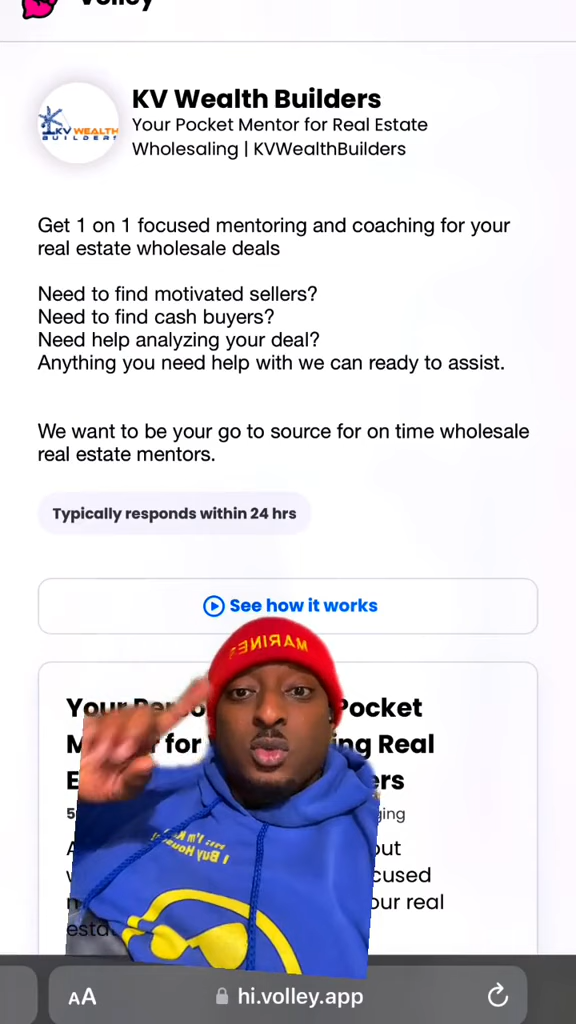 Volley
KV WEALTH
BUILDERS
KV Wealth Builders
Your Pocket Mentor for Real Estate
Wholesaling | KVWealthBuilders
Get 1 on 1 focused mentoring and coaching for your
real estate wholesale deals
Need to find motivated sellers?
Need to find cash buyers?
Need help analyzing your deal?
Anything you need help with we can ready to assist.
We want to be your go to source for on time wholesale
real estate mentors.
Typically responds within 24 hrs
See how it works
Your Pocket
for ing Real
ers
MARINES
I Buy Hous
cused
our real
AA hi.volley.app